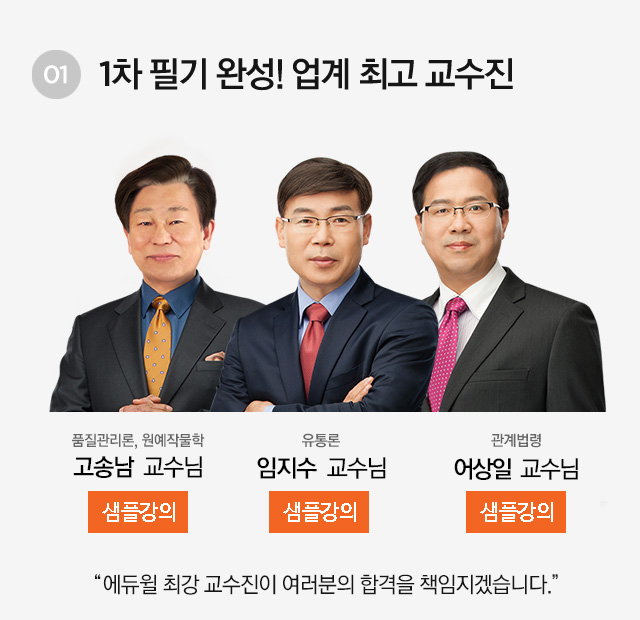 01
1차 필기 완성! 업계 최고 교수진
품질관리론, 원예작물학
고송남 교수님
샘플강의
유통론
임지수 교수님
샘플강의
관계법령
어상일 교수님
샘플강의
“에듀윌 최강 교수진이 여러분의 합격을 책임지겠습니다.”